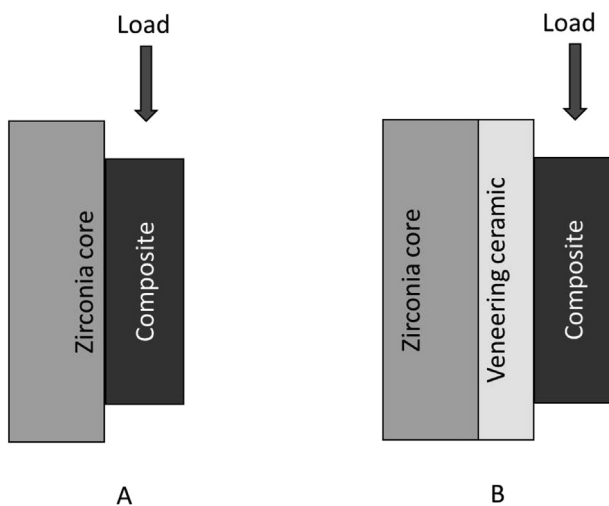 Load
Zirconia core
Composite
A
Load
Zirconia core
Veneering ceramic
Composite
B